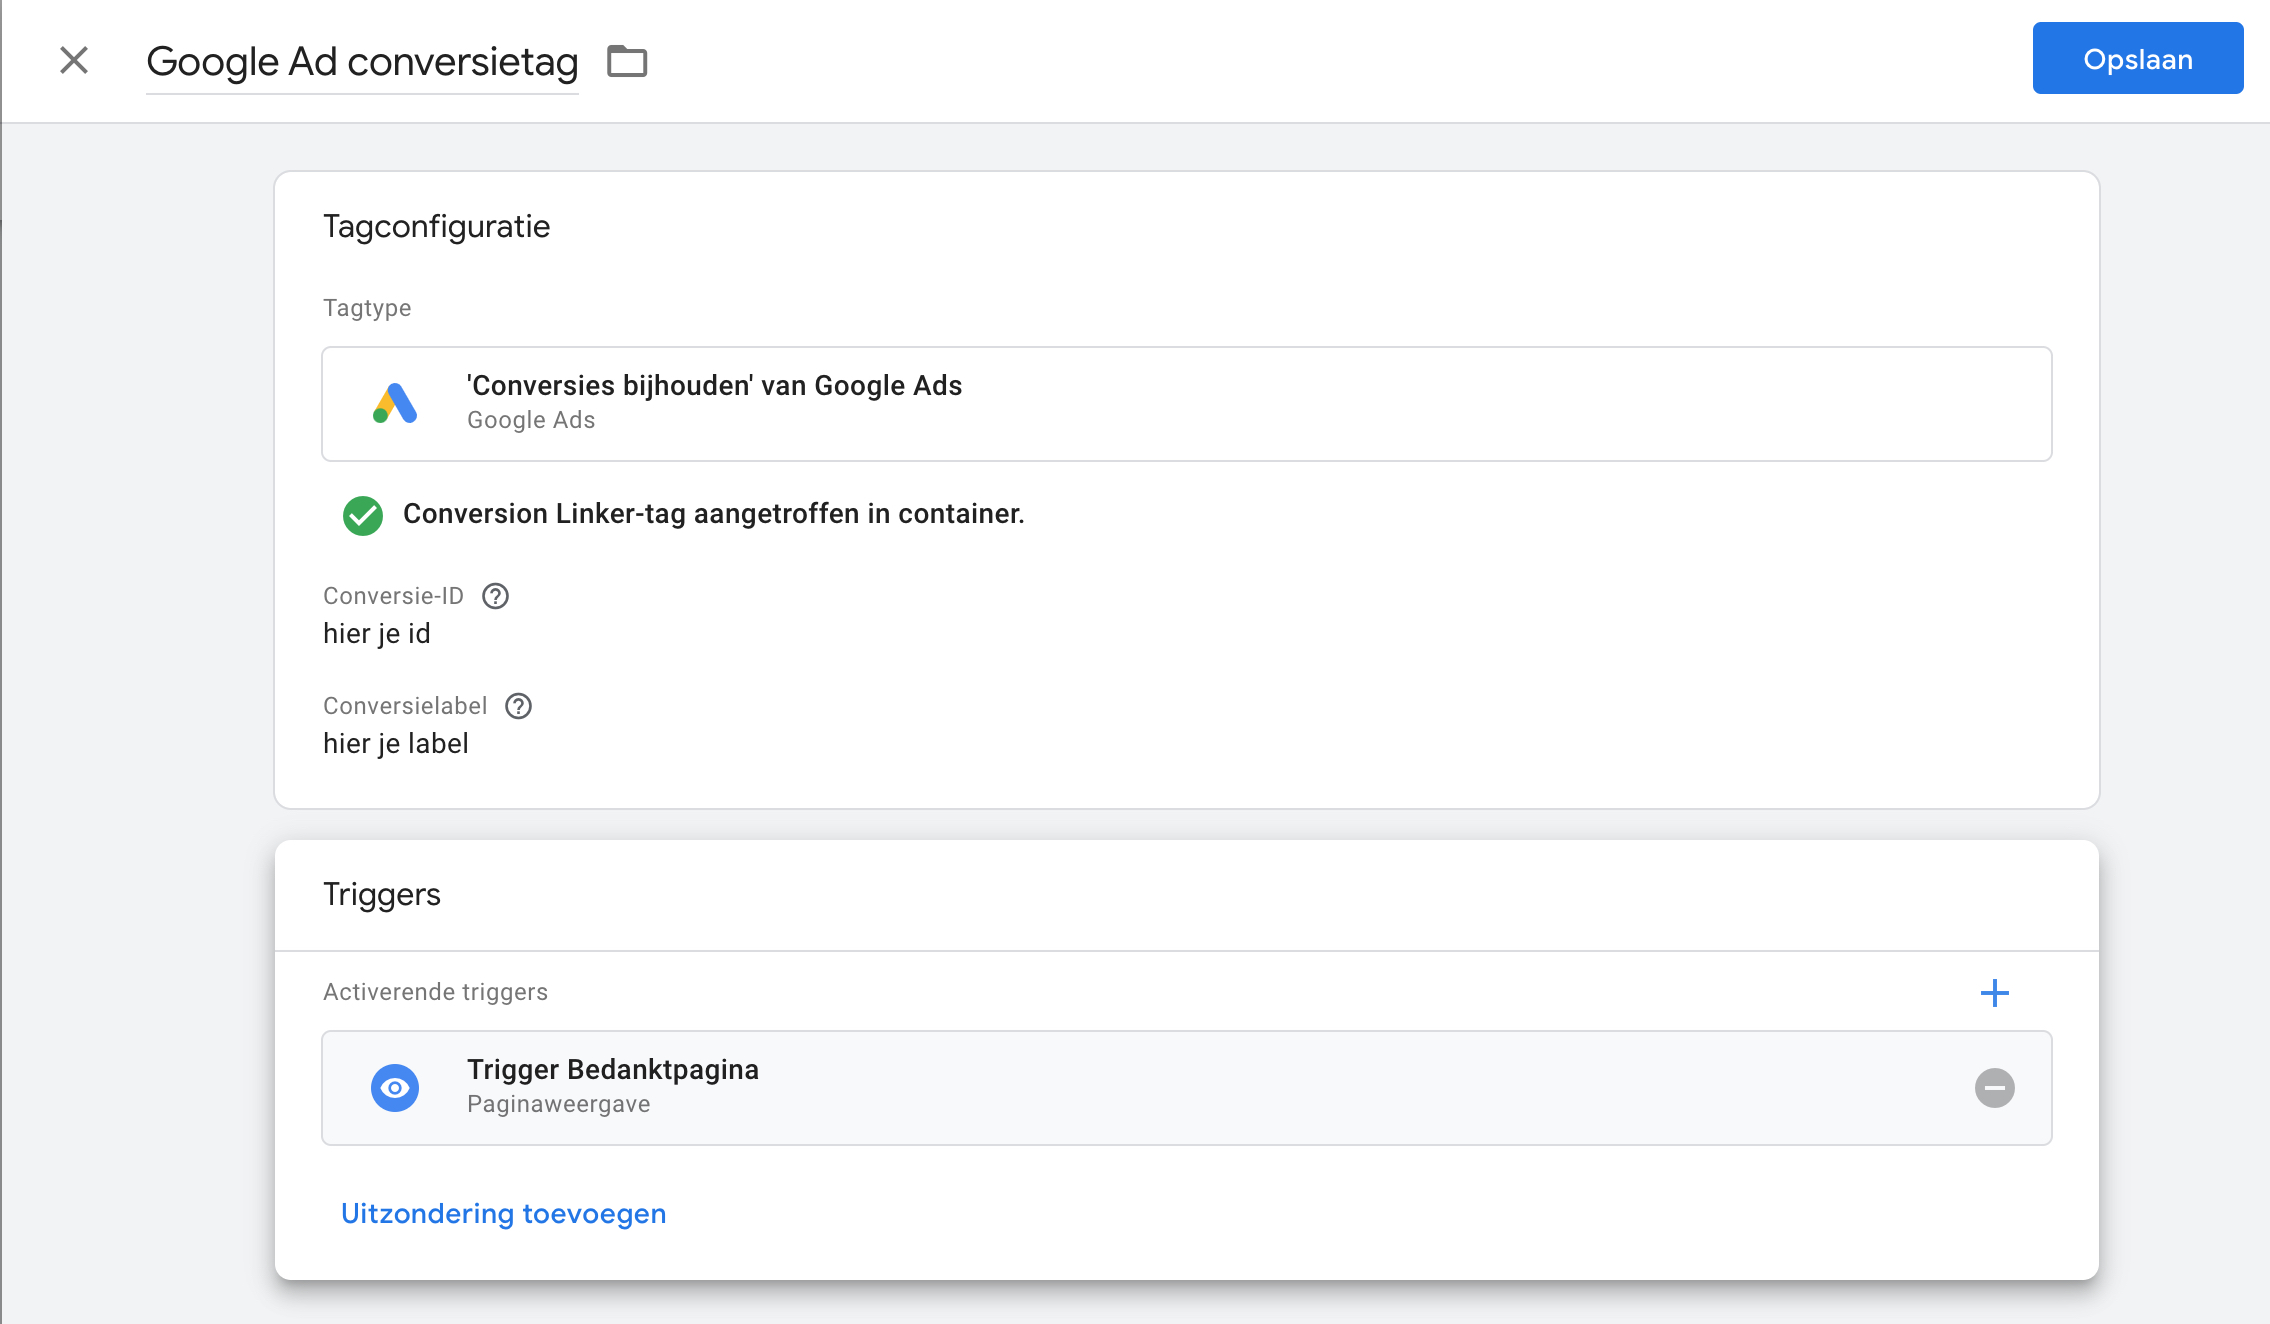 Google Ad conversietag
Opslaan
Tagconfiguratie
Tagtype
'Conversies bijhouden' van Google Ads
Google Ads
Conversion Linker-tag aangetroffen in container.
Conversie-ID
hier je id
Conversielabel
hier je label
Triggers
Activerende triggers
Trigger Bedanktpagina
Paginaweergave
Uitzondering toevoegen